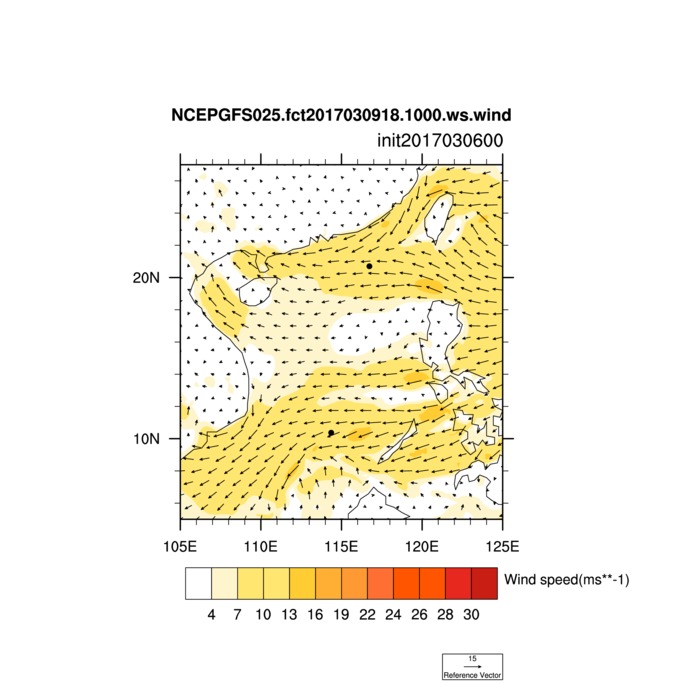 NCEPGFS025.fct2017030918.1000.ws.wind
init2017030600
20N
10N
105E 110E 115E 120E 125E
Wind speed(ms**-1)
4 7 10 13 16 19 22 24 26 28 30
15
Reference Vector